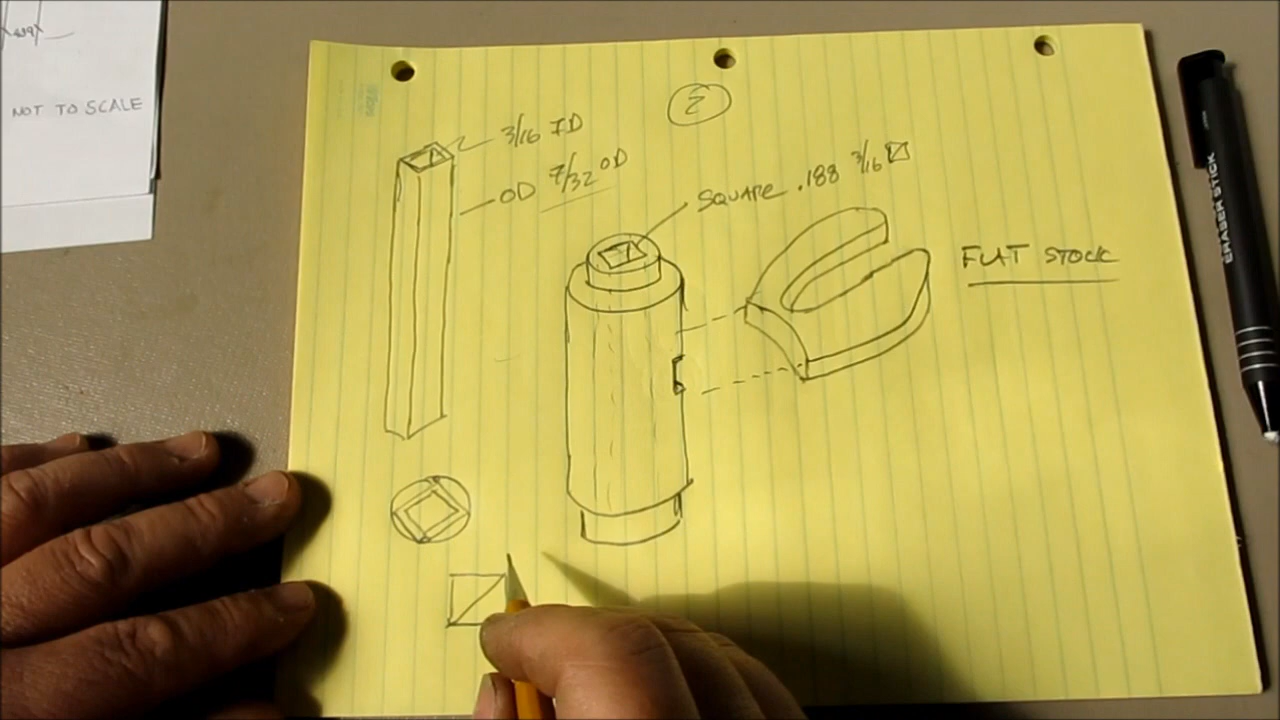 NOT TO SCALE
2
3/16 ID
OD 7/32 OD
SQUARE .188 3/16
FLAT STOCK
ERASER STICK